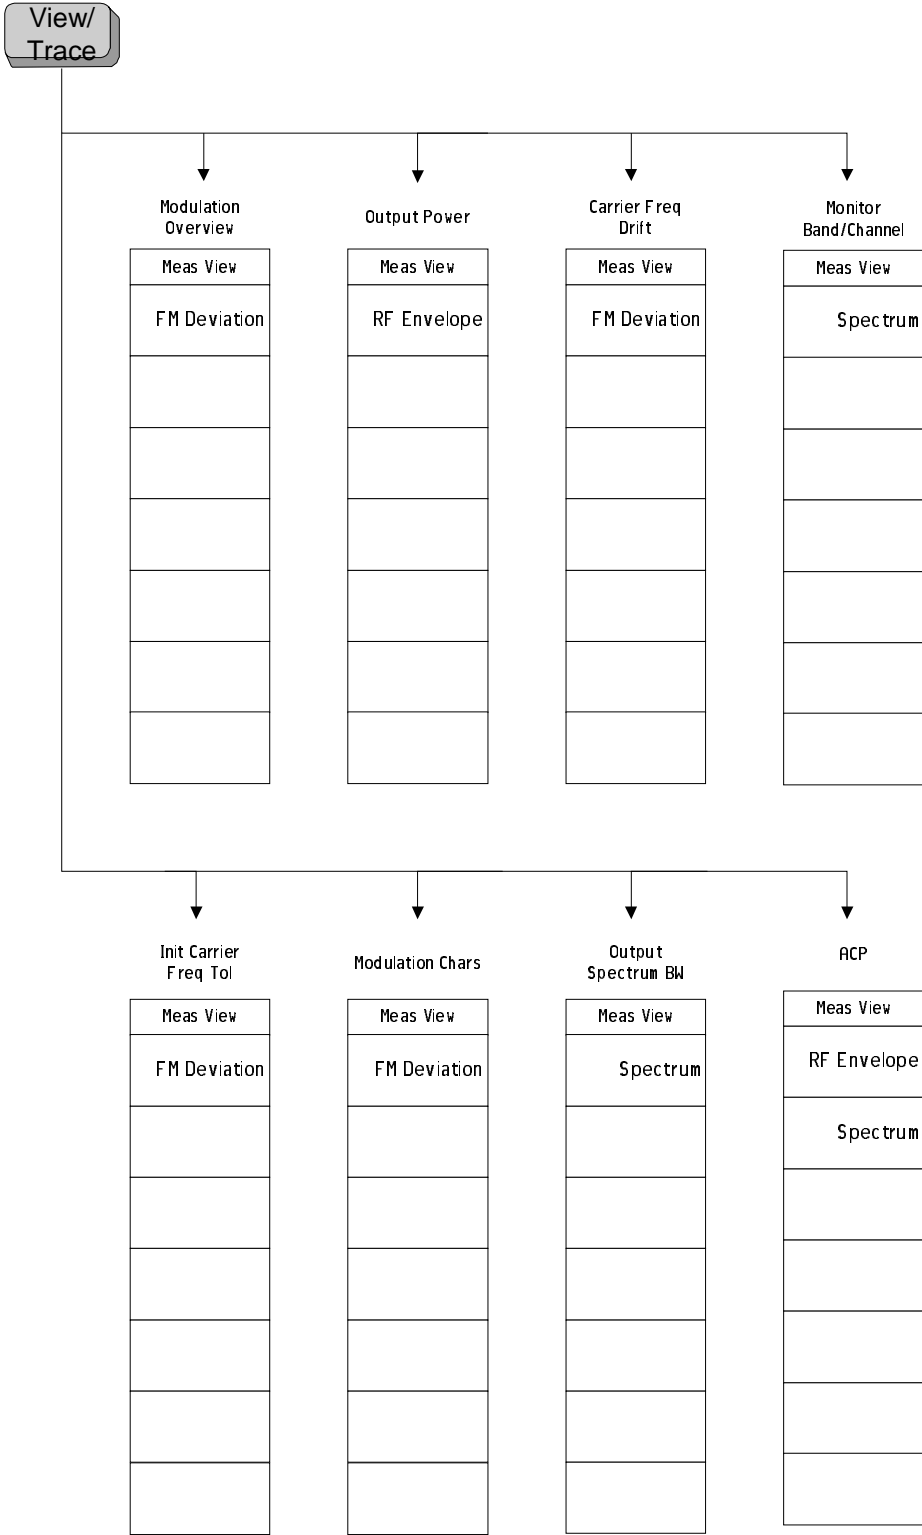 View/
Trace
Modulation
Overview
Meas View
FM Deviation
Output Power
Meas View
RF Envelope
Carrier Freq
Drift
Meas View
FM Deviation
Monitor
Band/Channel
Meas View
Spectrum
Init Carrier
Freq Tol
Meas View
FM Deviation
Modulation Chars
Meas View
FM Deviation
Output
Spectrum BW
Meas View
Spectrum
ACP
Meas View
RF Envelope
Spectrum